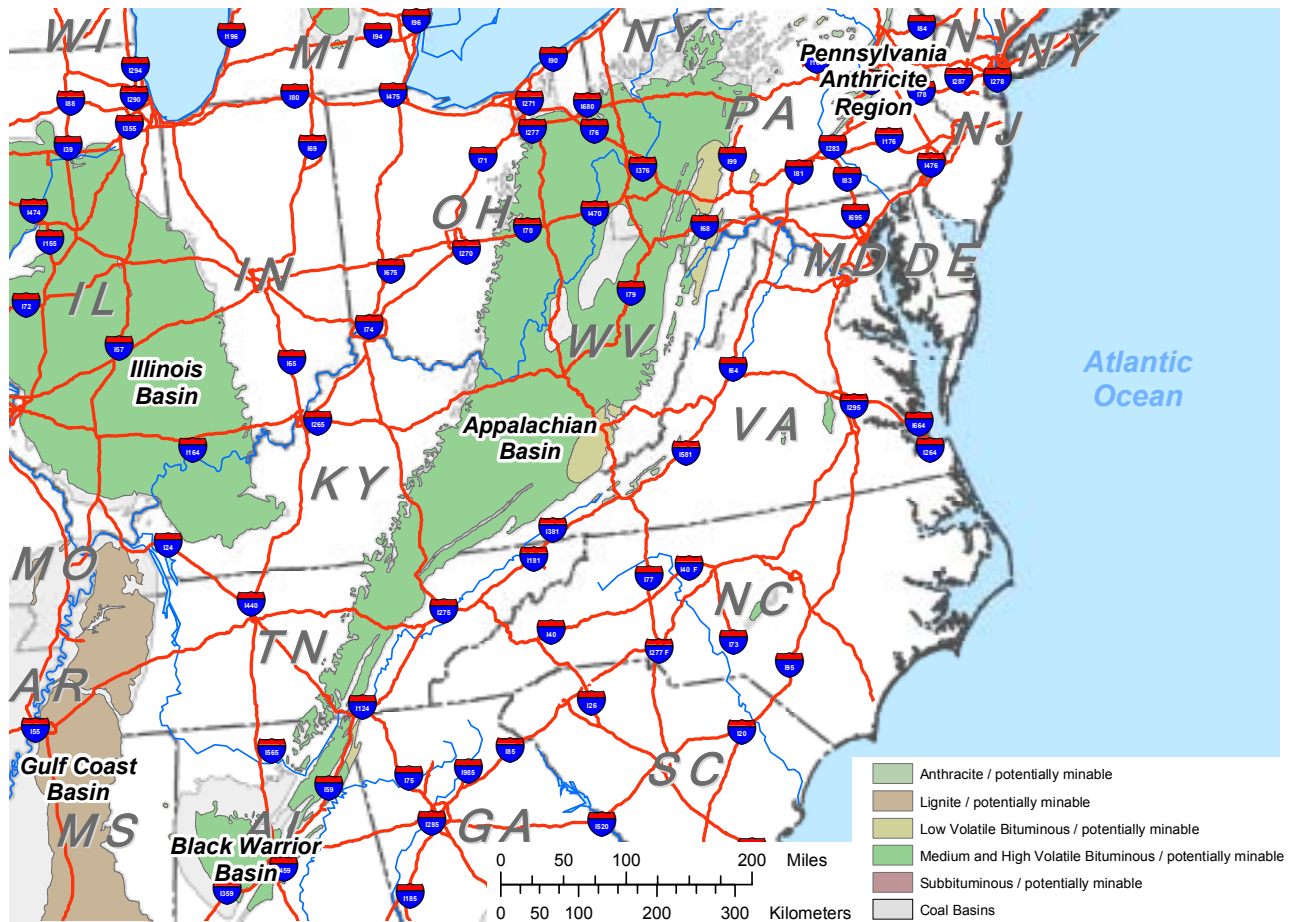 WI
MI
NY
NY
NY
Pennsylvania
Anthricite
Region
PA
NJ
OH
IN
IL
MD
DE
WV
VA
KY
MO
TN
NC
AR
SC
MS
GA
Illinois
Basin
Appalachian
Basin
Atlantic
Ocean
Gulf Coast
Basin
Black Warrior
Basin
I196
I94
I96
I84
I294
I90
I287
I278
I88
I290
I80
I475
I271
I680
I78
I355
I277
I76
I39
I69
I71
I376
I99
I283
I176
I476
I81
I83
I474
I470
I695
I155
I70
I68
I270
I675
I72
I79
I74
I57
I65
I64
I265
I295
I664
I164
I581
I264
I24
I381
I181
I77
I40 F
I440
I275
I40
I73
I277 F
I95
I124
I26
I55
I20
I565
I85
I59
I75
I985
I285
I520
I459
I359
I185
Anthracite / potentially minable
Lignite / potentially minable
Low Volatile Bituminous / potentially minable
Medium and High Volatile Bituminous / potentially minable
Subbituminous / potentially minable
Coal Basins
0 50 100 200 Miles
0 50 100 200 300 Kilometers